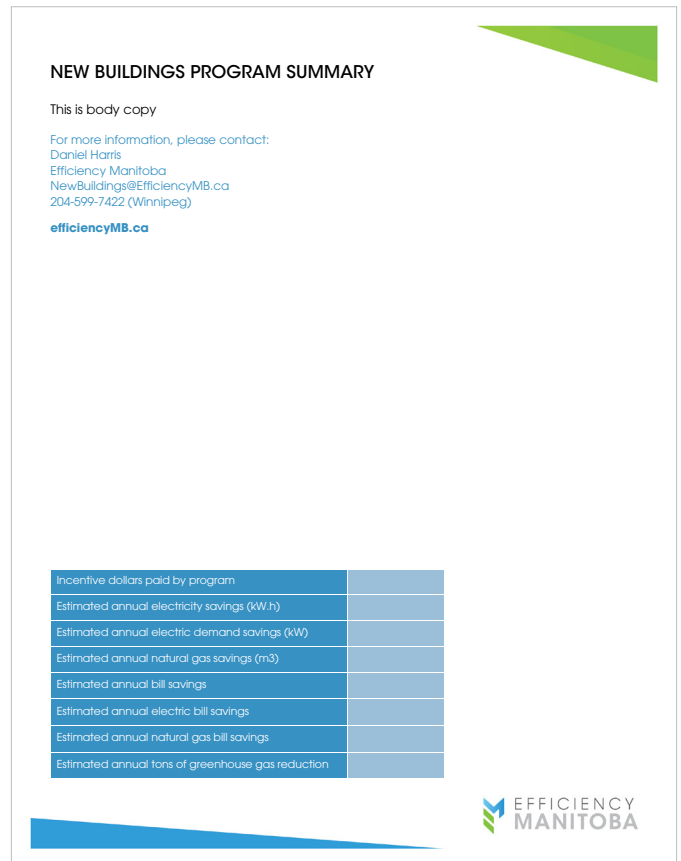 NEW BUILDINGS PROGRAM SUMMARY
This is body copy
For more information, please contact:
Daniel Harris
Efficiency Manitoba
NewBuildings@EfficiencyMB.ca
204-599-7422 (Winnipeg)
efficiencyMB.ca
Incentive dollars paid by program
Estimated annual electricity savings (kW.h)
Estimated annual electric demand savings (kW)
Estimated annual natural gas savings (m3)
Estimated annual bill savings
Estimated annual electric bill savings
Estimated annual natural gas bill savings
Estimated annual tons of greenhouse gas reduction
EFFICIENCY
MANITOBA